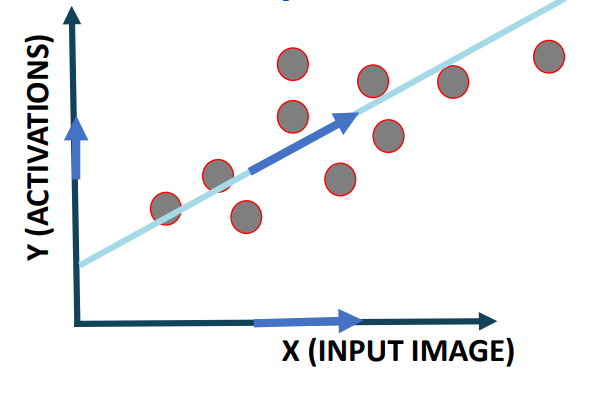 Y (ACTIVATIONS)
X (INPUT IMAGE)